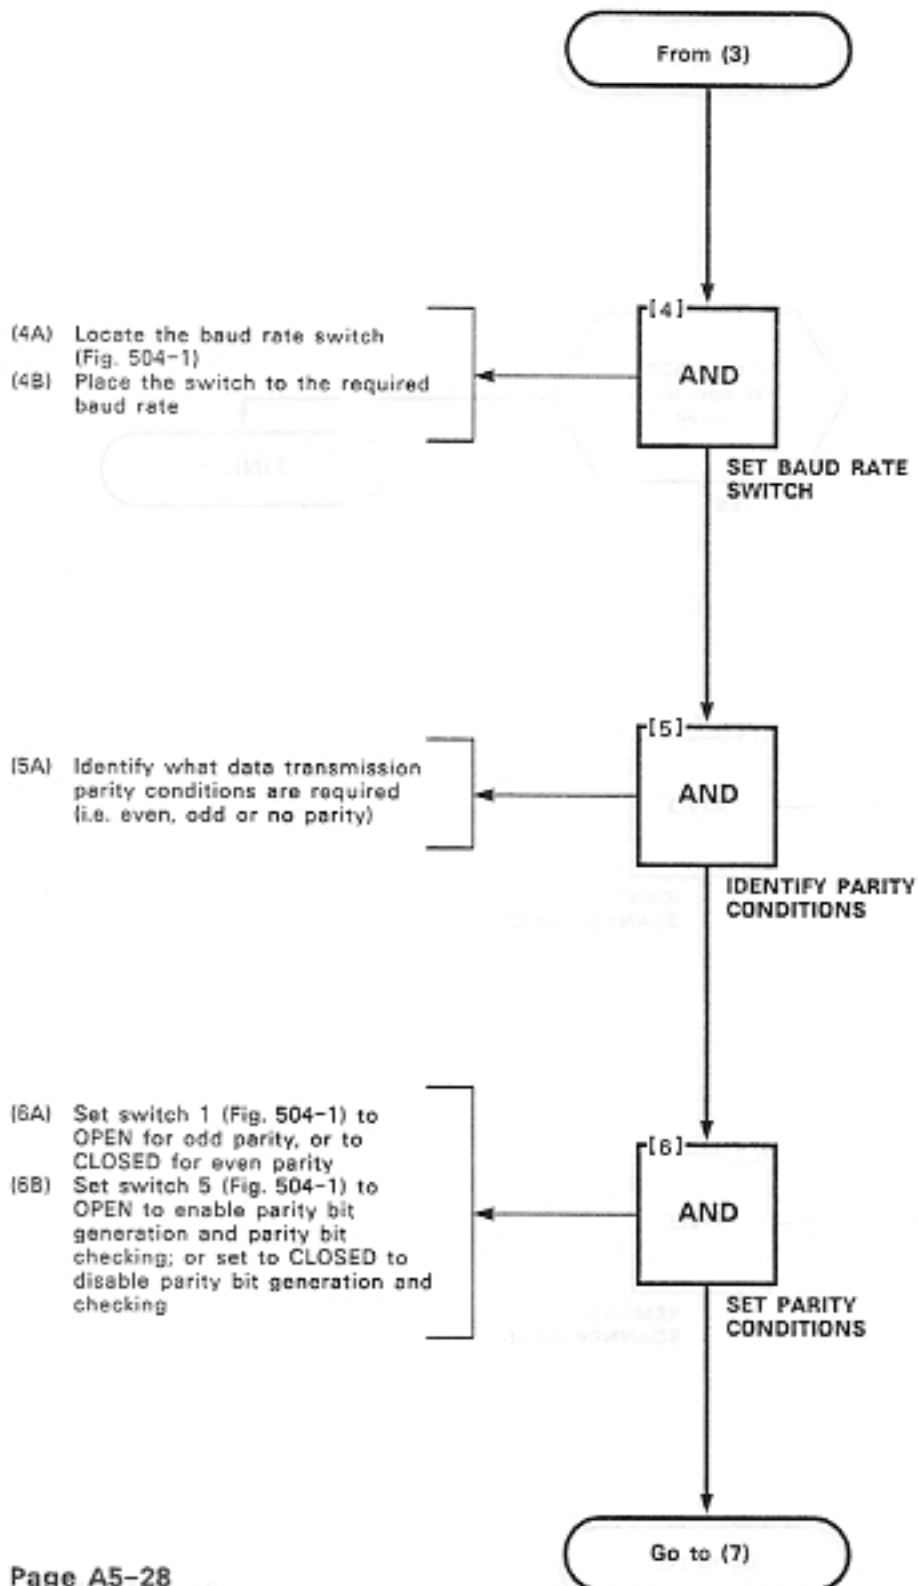 From (3)
[4]
AND
(4A) Locate the baud rate switch
(Fig. 504-1)
(4B) Place the switch to the required
baud rate
SET BAUD RATE
SWITCH
[5]
AND
(5A) Identify what data transmission
parity conditions are required
(i.e. even, odd or no parity)
IDENTIFY PARITY
CONDITIONS
[6]
AND
(6A) Set switch 1 (Fig. 504-1) to
OPEN for odd parity, or to
CLOSED for even parity
(6B) Set switch 5 (Fig. 504-1) to
OPEN to enable parity bit
generation and parity bit
checking; or set to CLOSED to
disable parity bit generation and
checking
SET PARITY
CONDITIONS
Go to (7)
Page A5-28